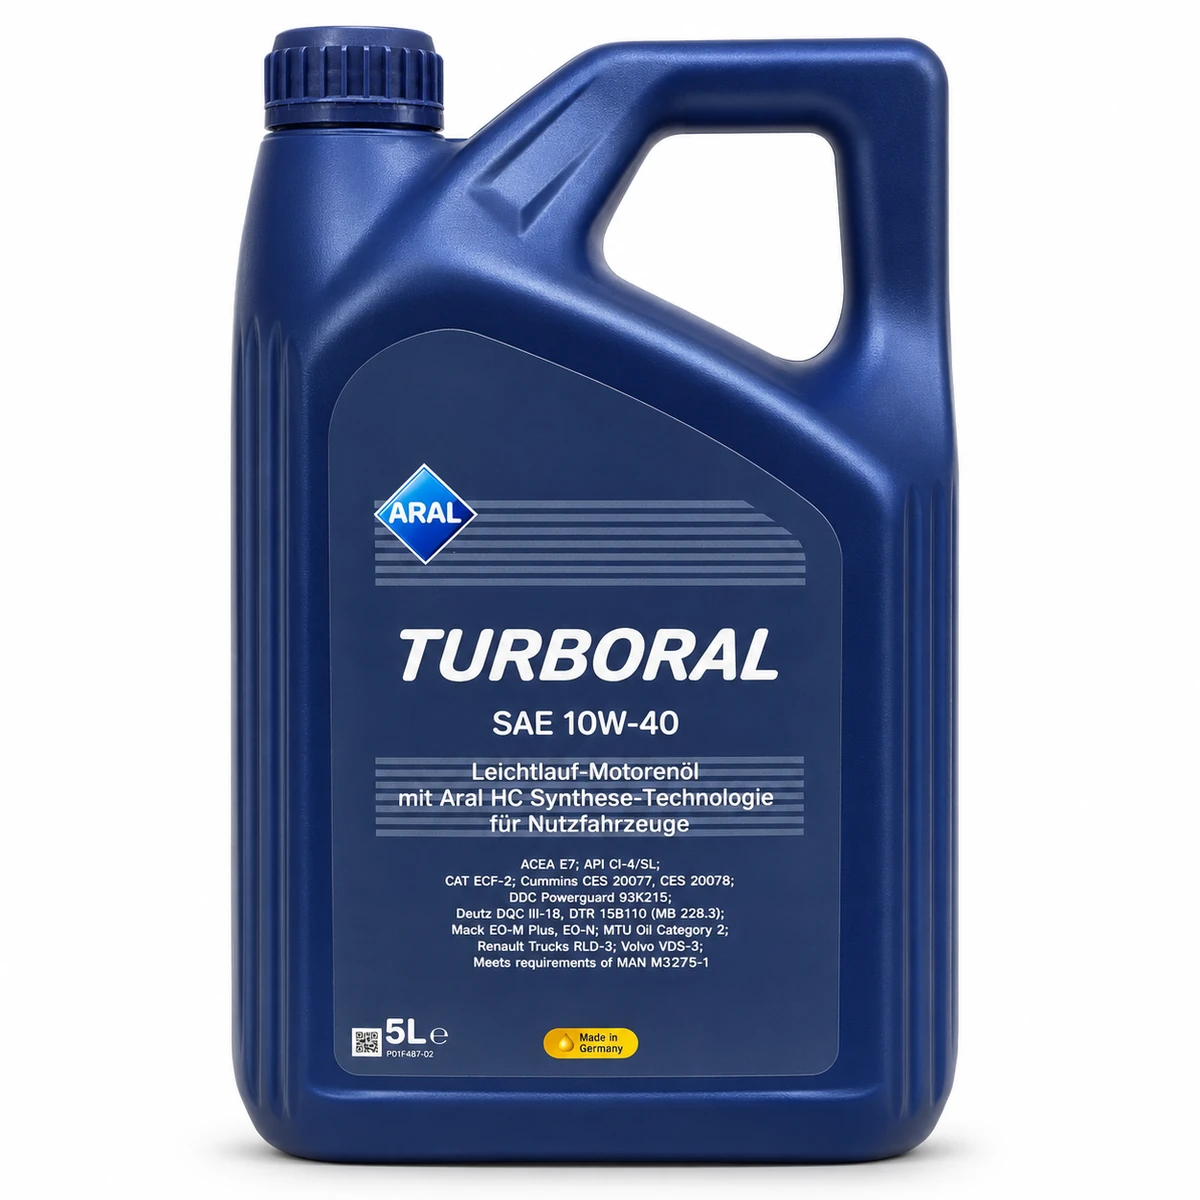 ARAL
TURBORAL
SAE 10W-40
Leichtlauf-Motorenöl
mit Aral HC Synthese-Technologie
für Nutzfahrzeuge
ACEA E7; API CI-4/SL;
CAT ECF-2; Cummins CES 20077, CES 20078;
DDC Powerguard 93K215;
Deutz DQC III-18, DTR 15B110 (MB 228.3);
Mack EO-M Plus, EO-N; MTU Oil Category 2;
Renault Trucks RLD-3; Volvo VDS-3;
Meets requirements of MAN M3275-1
5L ℮
P01F487-02
Made in
Germany